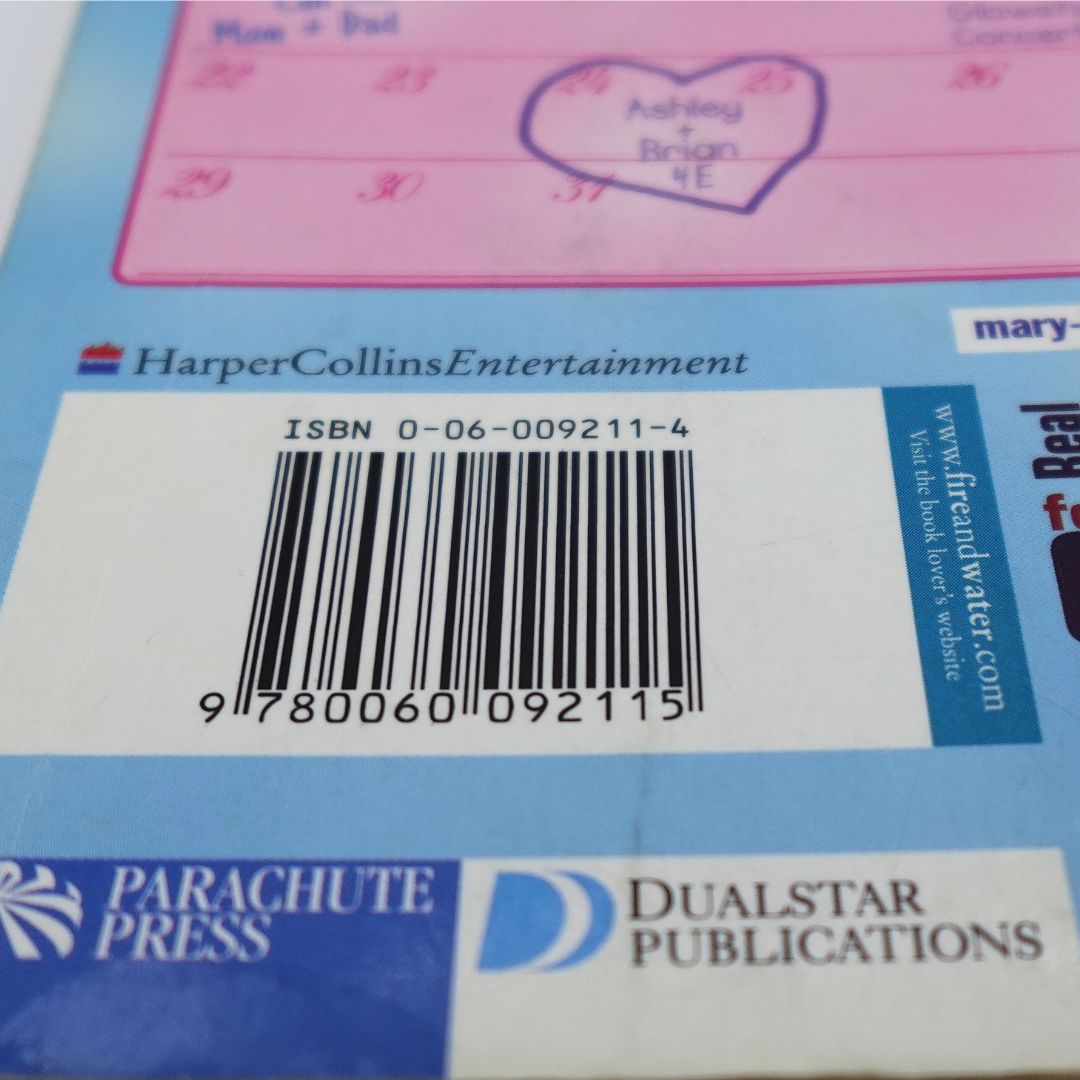 Mom + Dad
22 23 24 25 26
Ashley
+
Brian
4E
29 30 31
mary-
HarperCollinsEntertainment
ISBN 0-06-009211-4
9 780060 092115
www.fireandwater.com
Visit the book lover's website
Real
PARACHUTE
PRESS
DUALSTAR
PUBLICATIONS